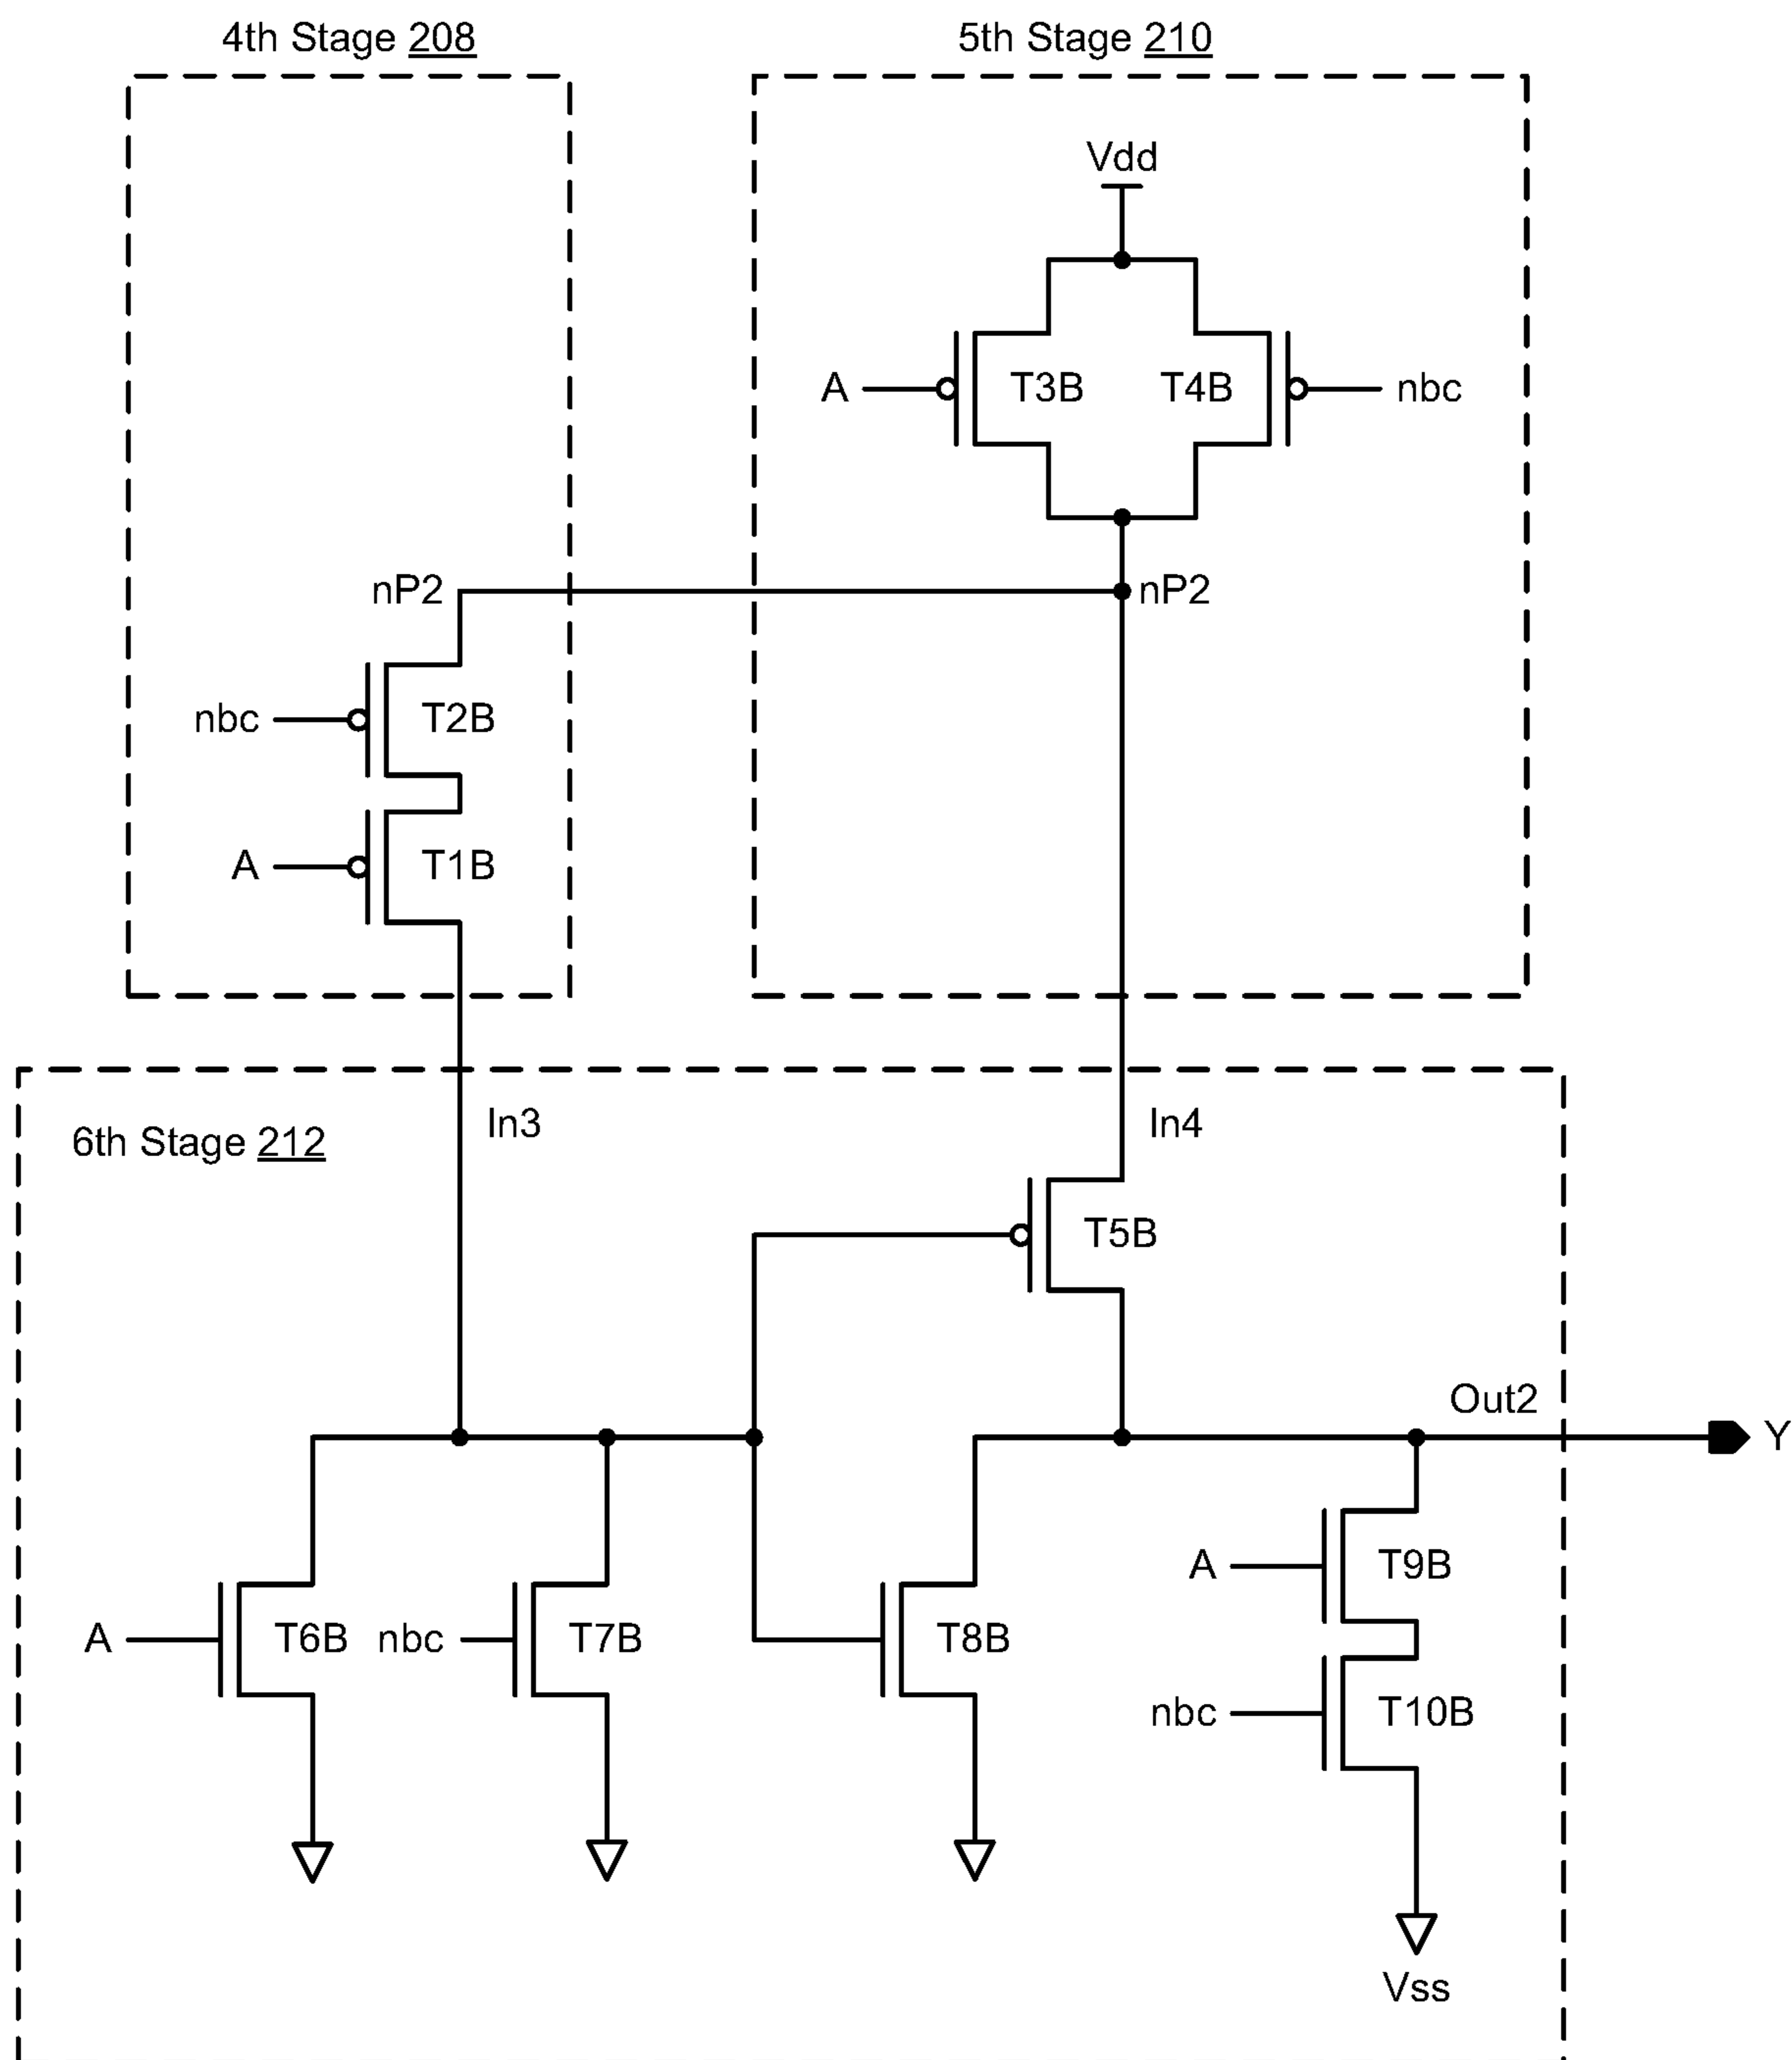 4th Stage 208
5th Stage 210
Vdd
A
T3B
T4B
nbc
nP2
nP2
nbc
T2B
A
T1B
In3
In4
6th Stage 212
T5B
Out2
Y
A
T6B
nbc
T7B
T8B
A
T9B
nbc
T10B
Vss